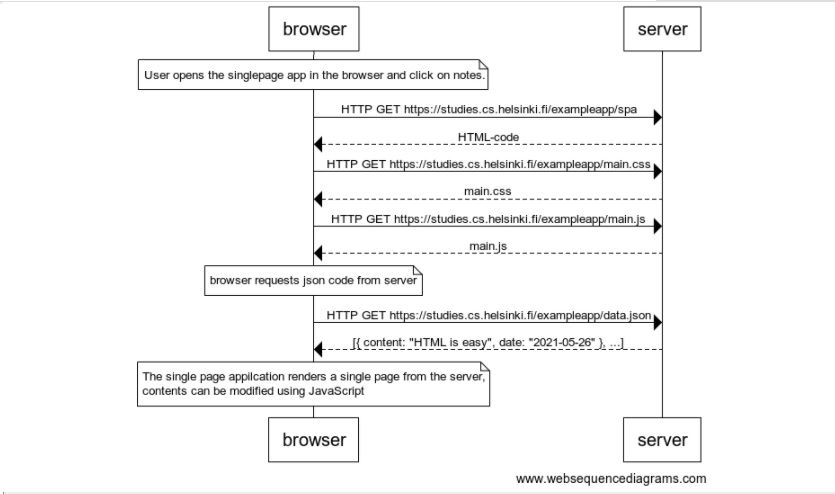 browser
server
User opens the singlepage app in the browser and click on notes.
HTTP GET https://studies.cs.helsinki.fi/exampleapp/spa
HTML-code
HTTP GET https://studies.cs.helsinki.fi/exampleapp/main.css
main.css
HTTP GET https://studies.cs.helsinki.fi/exampleapp/main.js
main.js
browser requests json code from server
HTTP GET https://studies.cs.helsinki.fi/exampleapp/data.json
[{ content: "HTML is easy", date: "2021-05-26" }, ...]
The single page appilcation renders a single page from the server,
contents can be modified using JavaScript
browser
server
www.websequencediagrams.com